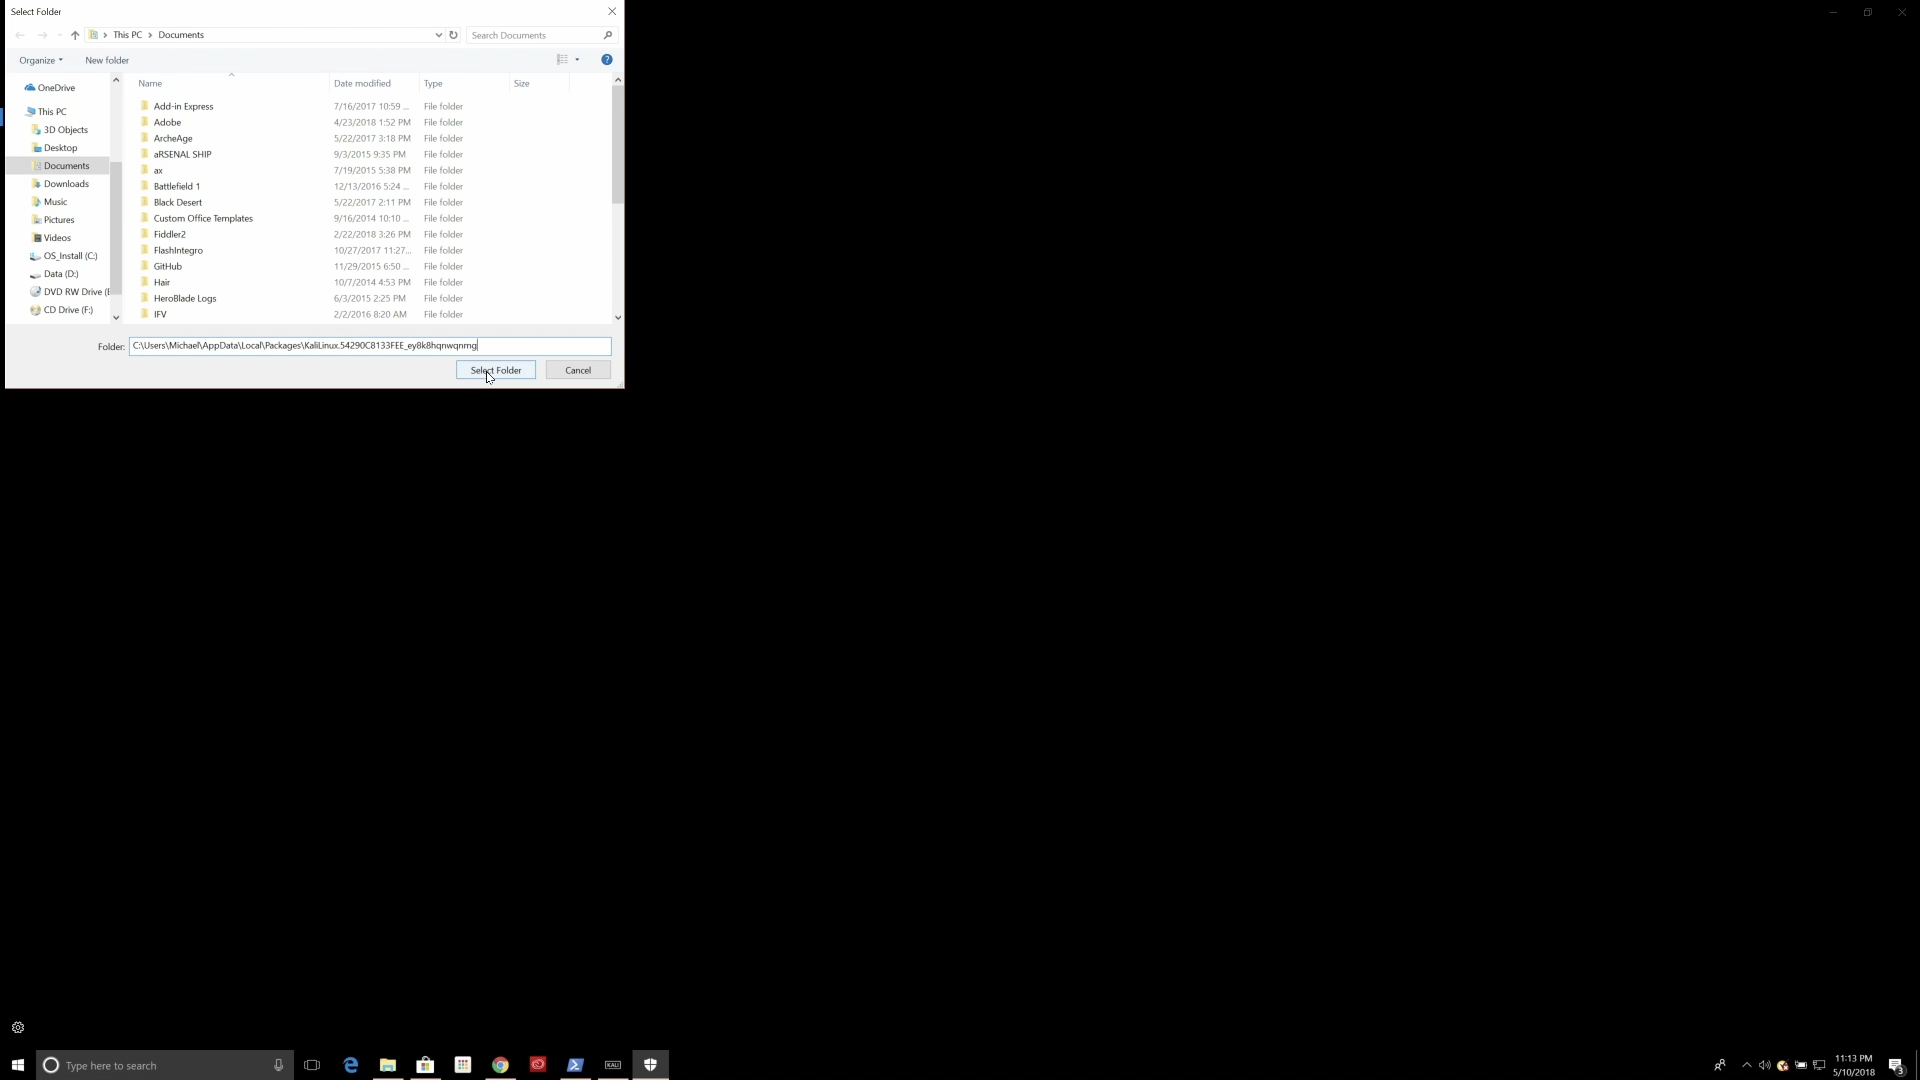 Select Folder
This PC > Documents
Search Documents
Organize
New folder
Name
Date modified
Type
Size
OneDrive
This PC
3D Objects
Desktop
Documents
Downloads
Music
Pictures
Videos
OS_Install (C:)
Data (D:)
DVD RW Drive (E
CD Drive (F:)
Add-in Express 7/16/2017 10:59 ... File folder
Adobe 4/23/2018 1:52 PM File folder
ArcheAge 5/22/2017 3:18 PM File folder
aRSENAL SHIP 9/3/2015 9:35 PM File folder
ax 7/19/2015 5:38 PM File folder
Battlefield 1 12/13/2016 5:24 ... File folder
Black Desert 5/22/2017 2:11 PM File folder
Custom Office Templates 9/16/2014 10:10 ... File folder
Fiddler2 2/22/2018 3:26 PM File folder
FlashIntegro 10/27/2017 11:27... File folder
GitHub 11/29/2015 6:50 ... File folder
Hair 10/7/2014 4:53 PM File folder
HeroBlade Logs 6/3/2015 2:25 PM File folder
IFV 2/2/2016 8:20 AM File folder
Folder: C:\Users\Michael\AppData\Local\Packages\KaliLinux.54290C8133FEE_ey8k8hqnwqnmg
Select Folder
Cancel
Type here to search
KALI
11:13 PM
5/10/2018
3